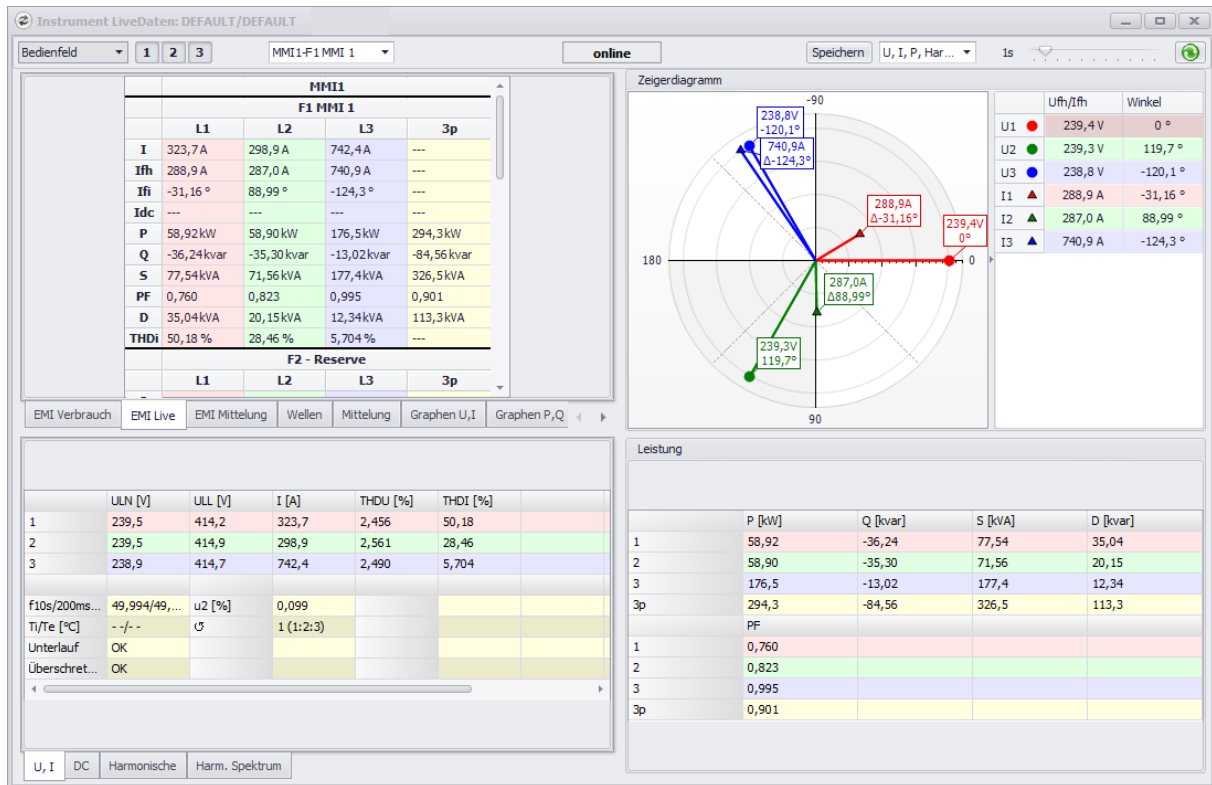 Instrument LiveDaten: DEFAULT/DEFAULT
Bedienfeld 1 2 3 MMI1-F1 MMI 1 online Speichern U, I, P, Har... 1s
MMI1
F1 MMI 1
L1 L2 L3 3p
I 323,7 A 298,9 A 742,4 A ---
Ifh 288,9 A 287,0 A 740,9 A ---
Ifi -31,16 ° 88,99 ° -124,3 ° ---
Idc --- --- --- ---
P 58,92 kW 58,90 kW 176,5 kW 294,3 kW
Q -36,24 kvar -35,30 kvar -13,02 kvar -84,56 kvar
S 77,54 kVA 71,56 kVA 177,4 kVA 326,5 kVA
PF 0,760 0,823 0,995 0,901
D 35,04 kVA 20,15 kVA 12,34 kVA 113,3 kVA
THDi 50,18 % 28,46 % 5,704 % ---
F2 - Reserve
L1 L2 L3 3p
EMI Verbrauch EMI Live EMI Mittelung Wellen Mittelung Graphen U,I Graphen P,Q
Zeigerdiagramm
-90
238,8V
-120,1°
740,9A
Δ-124,3°
288,9A
Δ-31,16°
239,4V
0°
180
0
287,0A
Δ88,99°
239,3V
119,7°
90
Ufh/Ifh Winkel
U1 239,4 V 0 °
U2 239,3 V 119,7 °
U3 238,8 V -120,1 °
I1 288,9 A -31,16 °
I2 287,0 A 88,99 °
I3 740,9 A -124,3 °
ULN [V] ULL [V] I [A] THDU [%] THDI [%]
1 239,5 414,2 323,7 2,456 50,18
2 239,5 414,9 298,9 2,561 28,46
3 238,9 414,7 742,4 2,490 5,704
f10s/200ms... 49,994/49,... u2 [%] 0,099
Ti/Te [°C] - -/- - ↺ 1 (1:2:3)
Unterlauf OK
Überschret... OK
U, I DC Harmonische Harm. Spektrum
Leistung
P [kW] Q [kvar] S [kVA] D [kvar]
1 58,92 -36,24 77,54 35,04
2 58,90 -35,30 71,56 20,15
3 176,5 -13,02 177,4 12,34
3p 294,3 -84,56 326,5 113,3
PF
1 0,760
2 0,823
3 0,995
3p 0,901